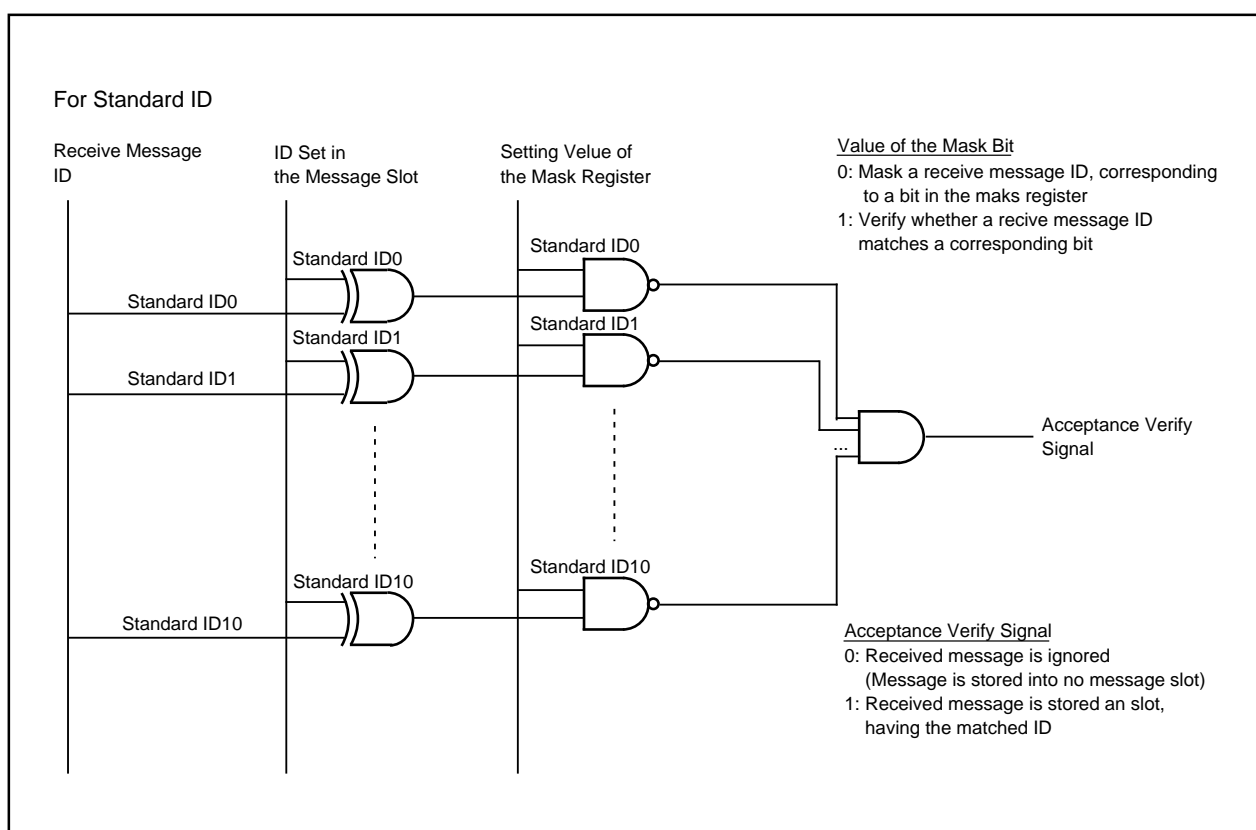 For Standard ID
Receive Message
ID
ID Set in
the Message Slot
Setting Velue of
the Mask Register
Value of the Mask Bit
0: Mask a receive message ID, corresponding
to a bit in the maks register
1: Verify whether a recive message ID
matches a corresponding bit
Standard ID0
Standard ID0
Standard ID0
Standard ID1
Standard ID1
Standard ID1
...
Acceptance Verify
Signal
Standard ID10
Standard ID10
Standard ID10
Acceptance Verify Signal
0: Received message is ignored
(Message is stored into no message slot)
1: Received message is stored an slot,
having the matched ID